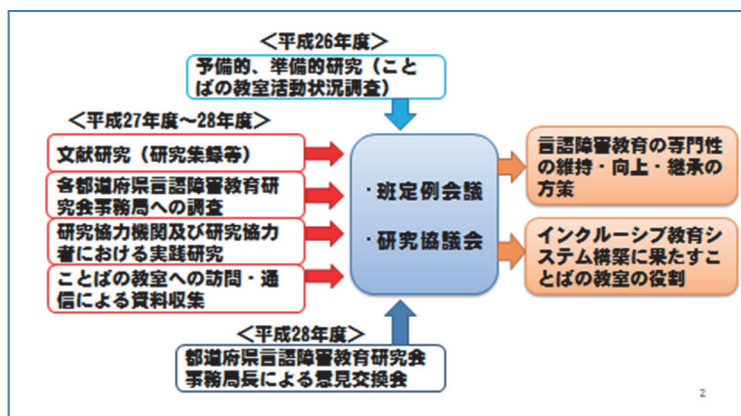 ＜平成26年度＞
予備的、準備的研究（こと
ばの教室活動状況調査）
＜平成27年度～28年度＞
文献研究（研究集録等）
各都道府県言語障害教育研
究会事務局への調査
研究協力機関及び研究協力
者における実践研究
ことばの教室への訪問・通
信による資料収集
・班定例会議
・研究協議会
言語障害教育の専門性
の維持・向上・継承の
方策
インクルーシブ教育シ
ステム構築に果たすこ
とばの教室の役割
＜平成28年度＞
都道府県言語障害教育研究会
事務局長による意見交換会
2